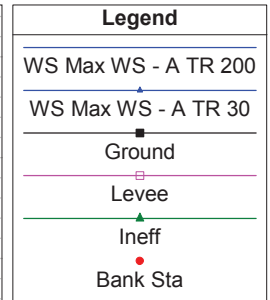 Legend
WS Max WS - A TR 200
WS Max WS - A TR 30
Ground
Levee
Ineff
Bank Sta